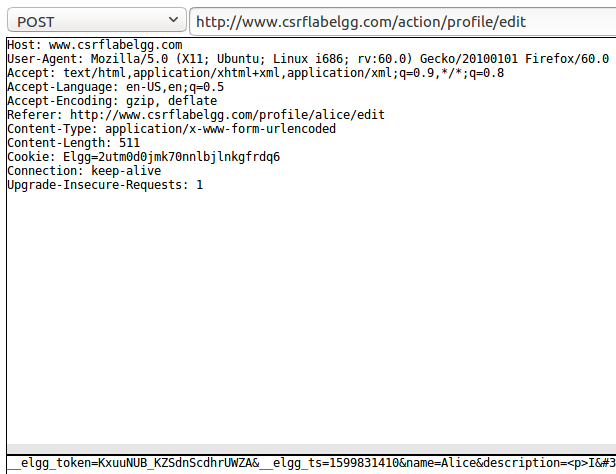 POST http://www.csrflabelgg.com/action/profile/edit
Host: www.csrflabelgg.com
User-Agent: Mozilla/5.0 (X11; Ubuntu; Linux i686; rv:60.0) Gecko/20100101 Firefox/60.0
Accept: text/html,application/xhtml+xml,application/xml;q=0.9,*/*;q=0.8
Accept-Language: en-US,en;q=0.5
Accept-Encoding: gzip, deflate
Referer: http://www.csrflabelgg.com/profile/alice/edit
Content-Type: application/x-www-form-urlencoded
Content-Length: 511
Cookie: Elgg=2utm0d0jmk70nnlbjlnkgfrdq6
Connection: keep-alive
Upgrade-Insecure-Requests: 1
__elgg_token=KxuuNUB_KZSdnScdhrUWZA&__elgg_ts=1599831410&name=Alice&description=<p>I&#3